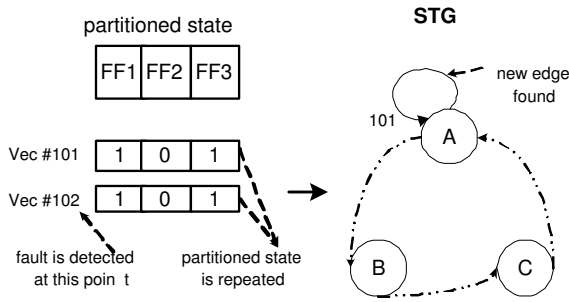 partitioned state
STG
FF1 FF2 FF3
new edge
found
101
A
Vec #101 1 0 1
Vec #102 1 0 1
fault is detected
at this poin t
partitioned state
is repeated
B
C